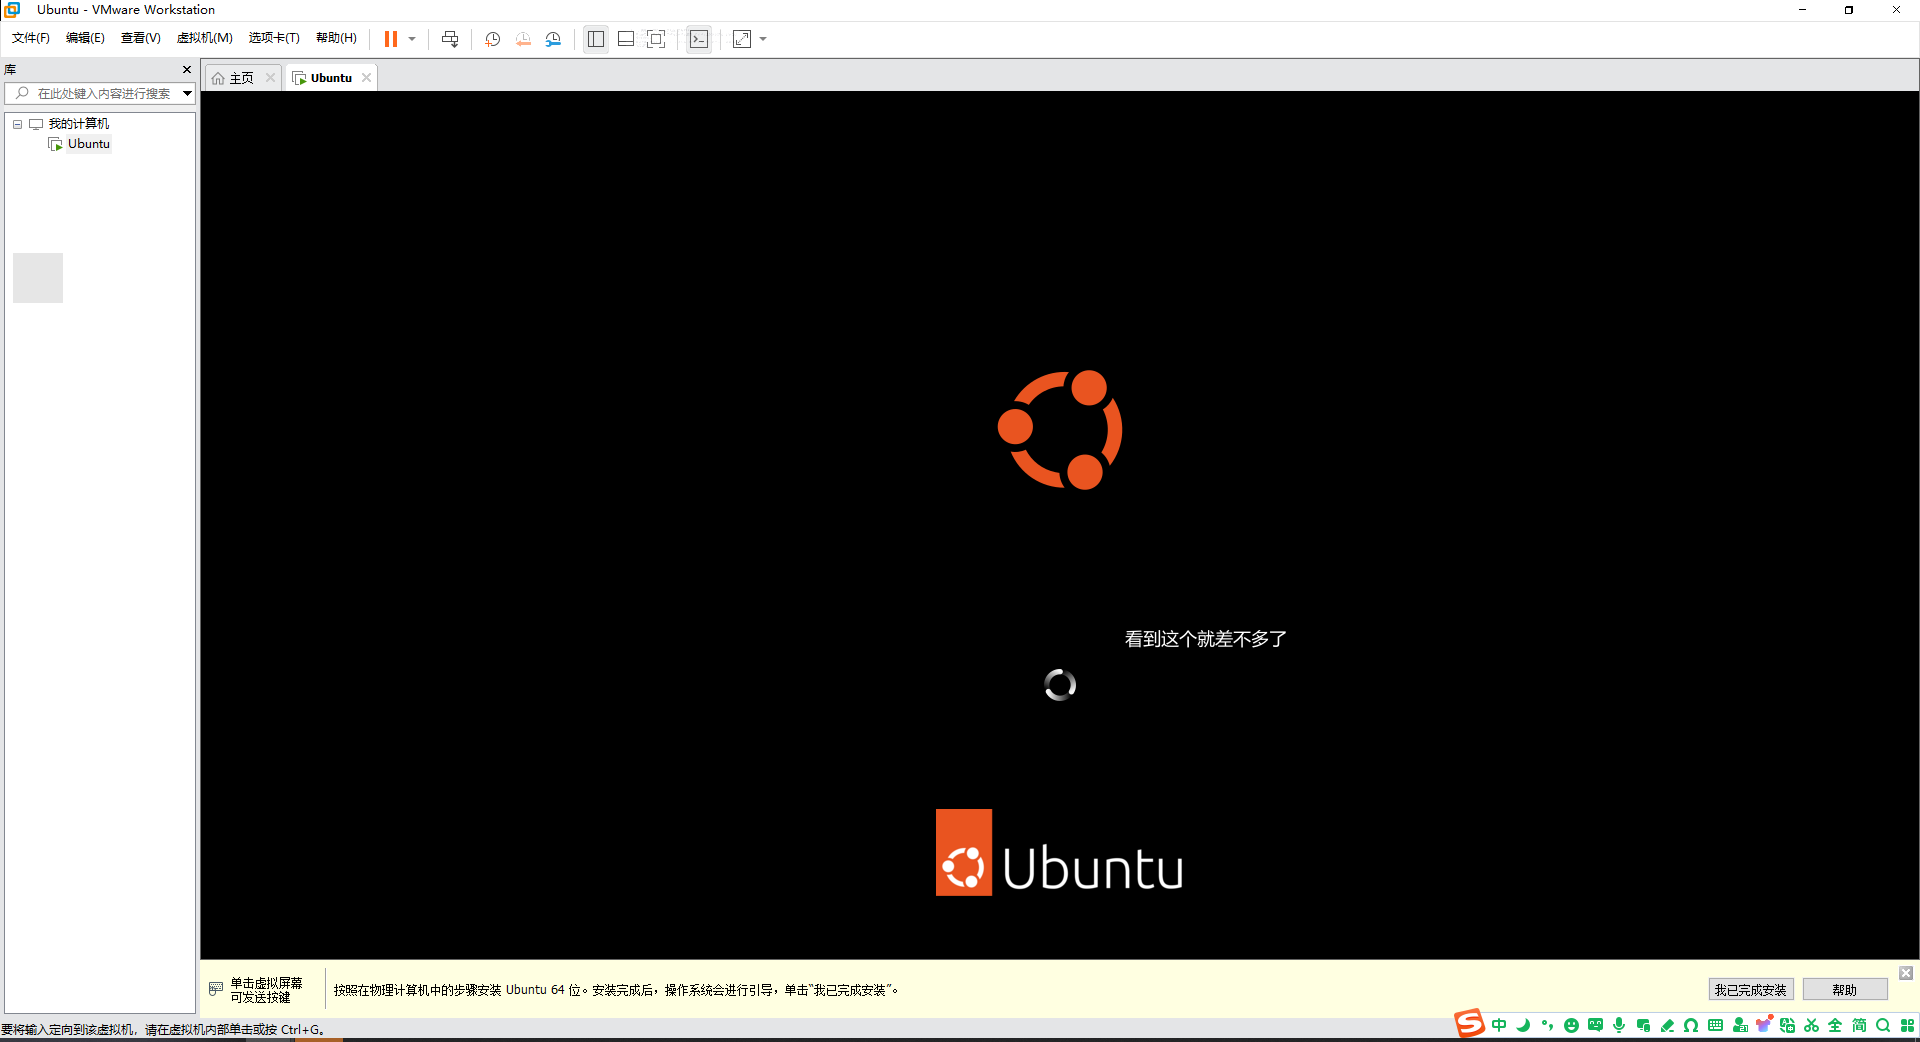 Ubuntu - VMware Workstation
文件(F) 编辑(E) 查看(V) 虚拟机(M) 选项卡(T) 帮助(H)
库
在此处键入内容进行搜索
我的计算机
Ubuntu
主页
Ubuntu
看到这个就差不多了
Ubuntu
单击虚拟屏幕
可发送按键
按照在物理计算机中的步骤安装 Ubuntu 64 位。安装完成后，操作系统会进行引导，单击“我已完成安装”。
我已完成安装
帮助
要将输入定向到该虚拟机，请在虚拟机内部单击或按 Ctrl+G。
中
全
简